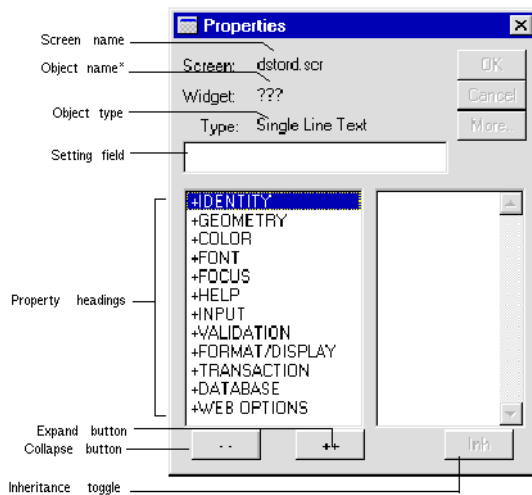 Properties
Screen name
Screen: dstord.scr
OK
Object name*
Widget: ???
Cancel
Object type
Type: Single Line Text
More...
Setting field
+IDENTITY
+GEOMETRY
+COLOR
+FONT
+FOCUS
+HELP
Property headings
+INPUT
+VALIDATION
+FORMAT/DISPLAY
+TRANSACTION
+DATABASE
+WEB OPTIONS
Expand button
Collapse button
--
++
Inh
Inheritance toggle